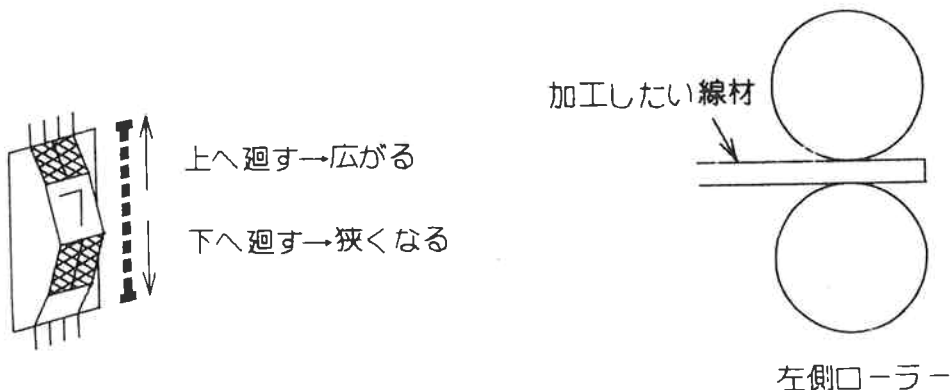 加工したい線材
上へ廻す→広がる
下へ廻す→狭くなる
左側ローラー